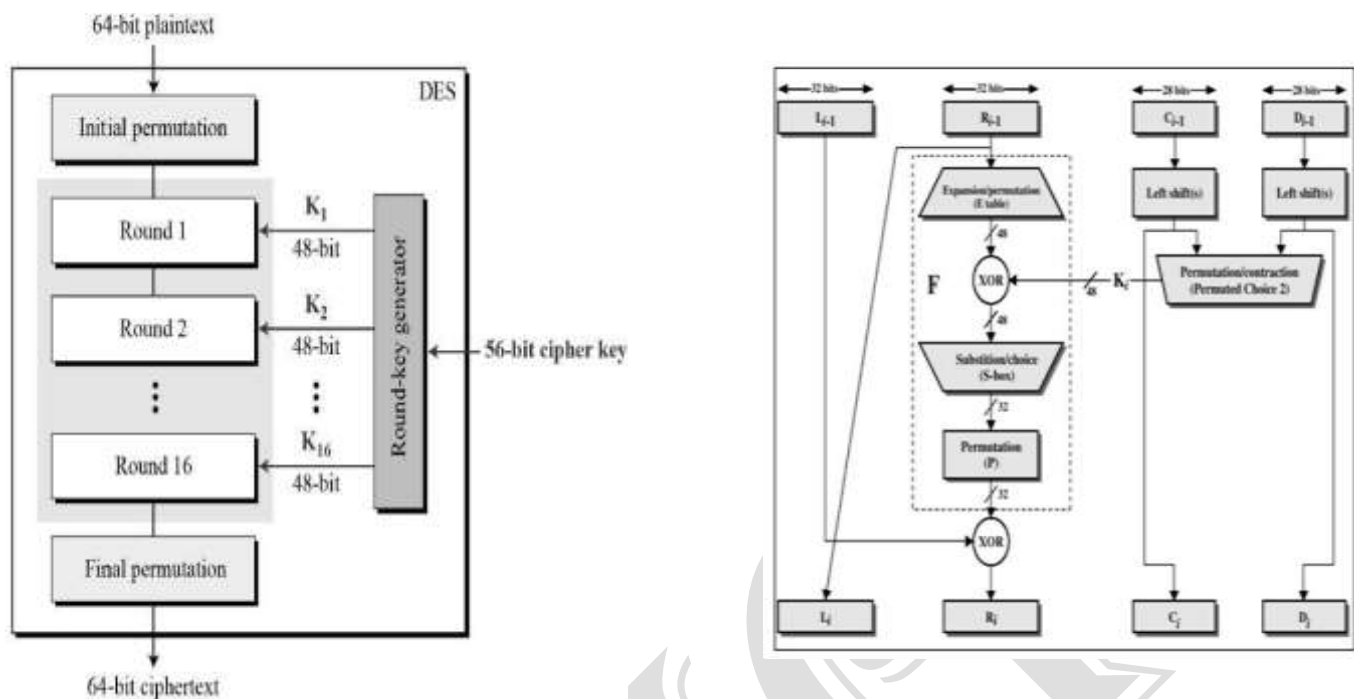 64-bit plaintext
DES
Initial permutation
Round 1
K1
48-bit
Round 2
K2
48-bit
Round 16
K16
48-bit
Round-key generator
56-bit cipher key
Final permutation
64-bit ciphertext
32 bits
32 bits
28 bits
28 bits
Li-1
Ri-1
Ci-1
Di-1
Expansion/permutation
(E table)
Left shift(s)
Left shift(s)
48
F
XOR
48
Ki
Permutation/contraction
(Permuted Choice 2)
48
Substition/choice
(S-box)
32
Permutation
(P)
32
XOR
Li
Ri
Ci
Di